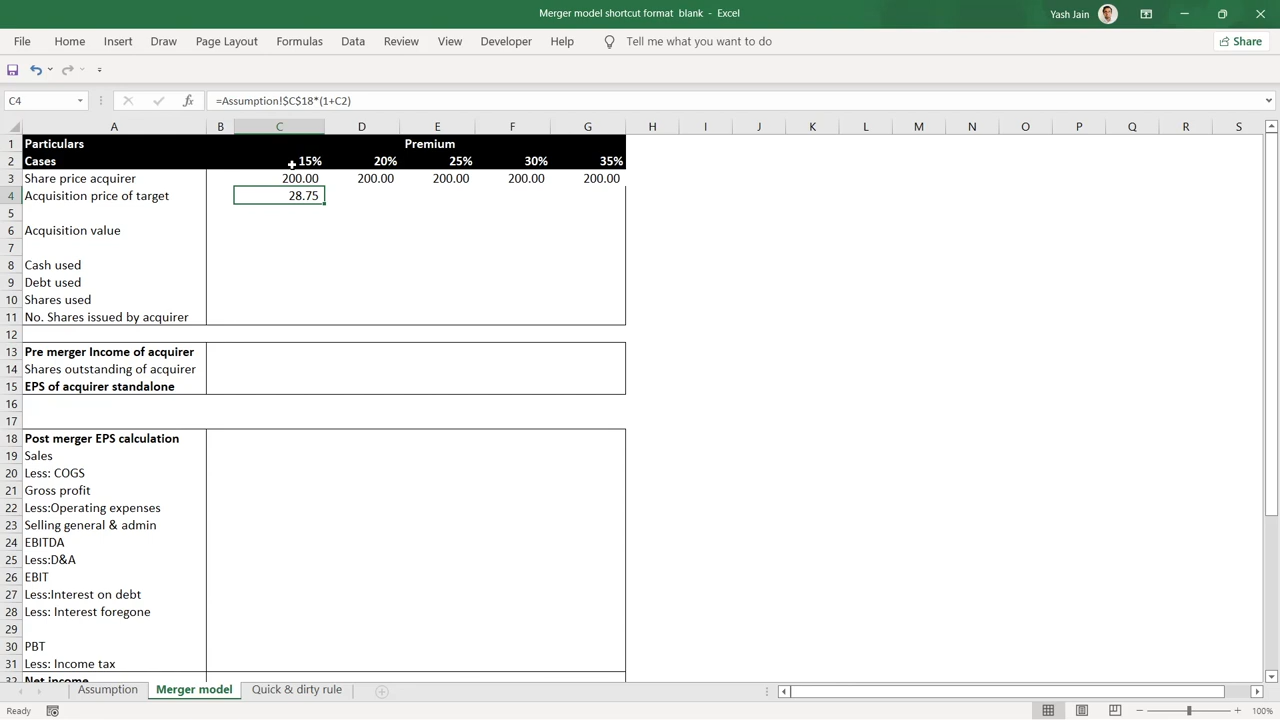 Merger model shortcut format blank - Excel
Yash Jain
File Home Insert Draw Page Layout Formulas Data Review View Developer Help Tell me what you want to do Share
C4 fx =Assumption!$C$18*(1+C2)
A B C D E F G H I J K L M N O P Q R S
1 Particulars Premium
2 Cases 15% 20% 25% 30% 35%
3 Share price acquirer 200.00 200.00 200.00 200.00 200.00
4 Acquisition price of target 28.75
5
6 Acquisition value
7
8 Cash used
9 Debt used
10 Shares used
11 No. Shares issued by acquirer
12
13 Pre merger Income of acquirer
14 Shares outstanding of acquirer
15 EPS of acquirer standalone
16
17
18 Post merger EPS calculation
19 Sales
20 Less: COGS
21 Gross profit
22 Less:Operating expenses
23 Selling general & admin
24 EBITDA
25 Less:D&A
26 EBIT
27 Less:Interest on debt
28 Less: Interest foregone
29
30 PBT
31 Less: Income tax
32 Net income
Assumption Merger model Quick & dirty rule
Ready 100%